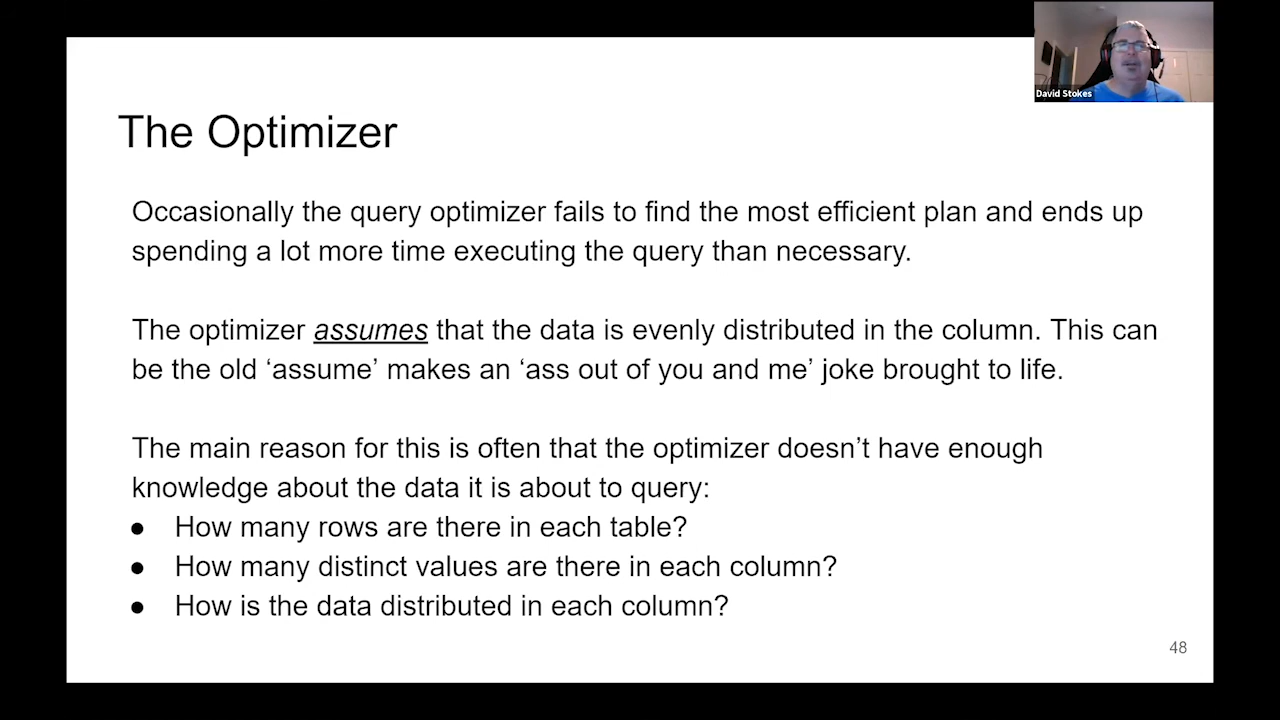 David Stokes
The Optimizer
Occasionally the query optimizer fails to find the most efficient plan and ends up
spending a lot more time executing the query than necessary.
The optimizer assumes that the data is evenly distributed in the column. This can
be the old ‘assume’ makes an ‘ass out of you and me’ joke brought to life.
The main reason for this is often that the optimizer doesn’t have enough
knowledge about the data it is about to query:
● How many rows are there in each table?
● How many distinct values are there in each column?
● How is the data distributed in each column?
48